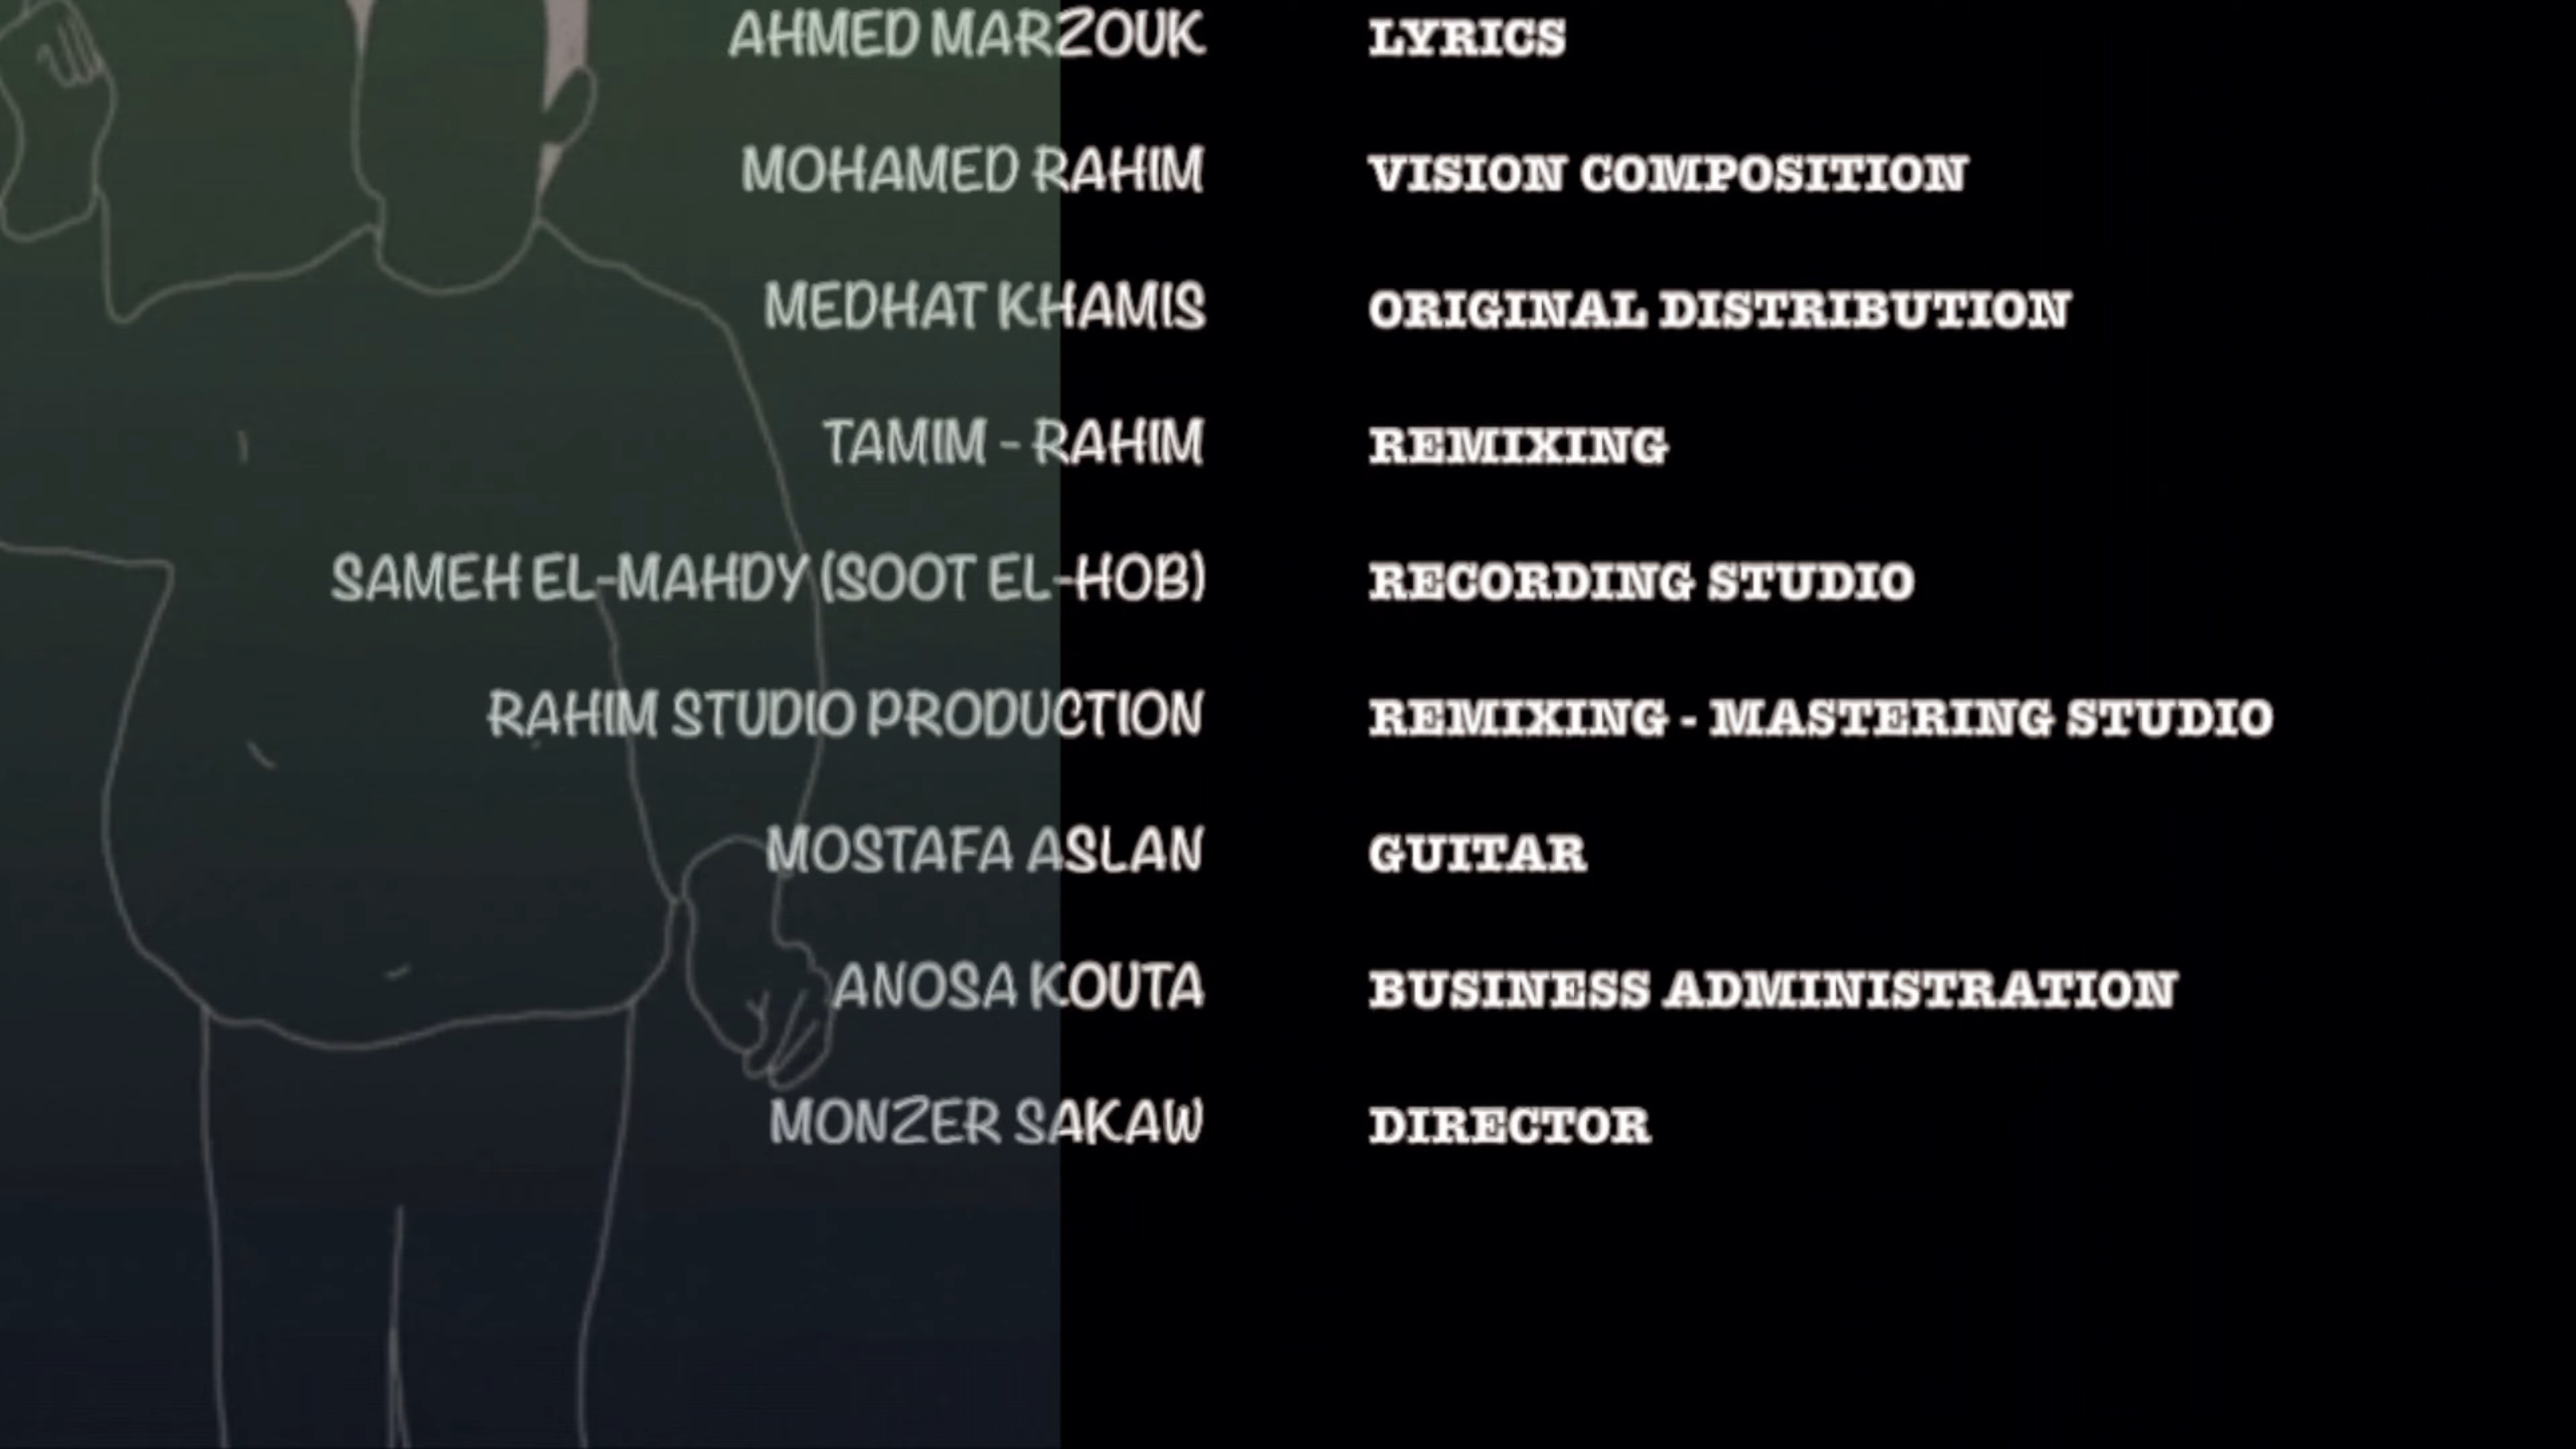 AHMED MARZOUK LYRICS
MOHAMED RAHIM VISION COMPOSITION
MEDHAT KHAMIS ORIGINAL DISTRIBUTION
TAMIM - RAHIM REMIXING
SAMEH EL-MAHDY (SOOT EL-HOB) RECORDING STUDIO
RAHIM STUDIO PRODUCTION REMIXING - MASTERING STUDIO
MOSTAFA ASLAN GUITAR
ANOSA KOUTA BUSINESS ADMINISTRATION
MONZER SAKAW DIRECTOR